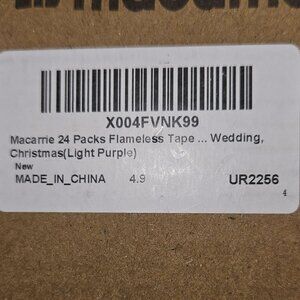 X004FVNK99
Macarrie 24 Packs Flameless Tape ... Wedding,
Christmas(Light Purple)
New
MADE_IN_CHINA 4.9 UR2256
4